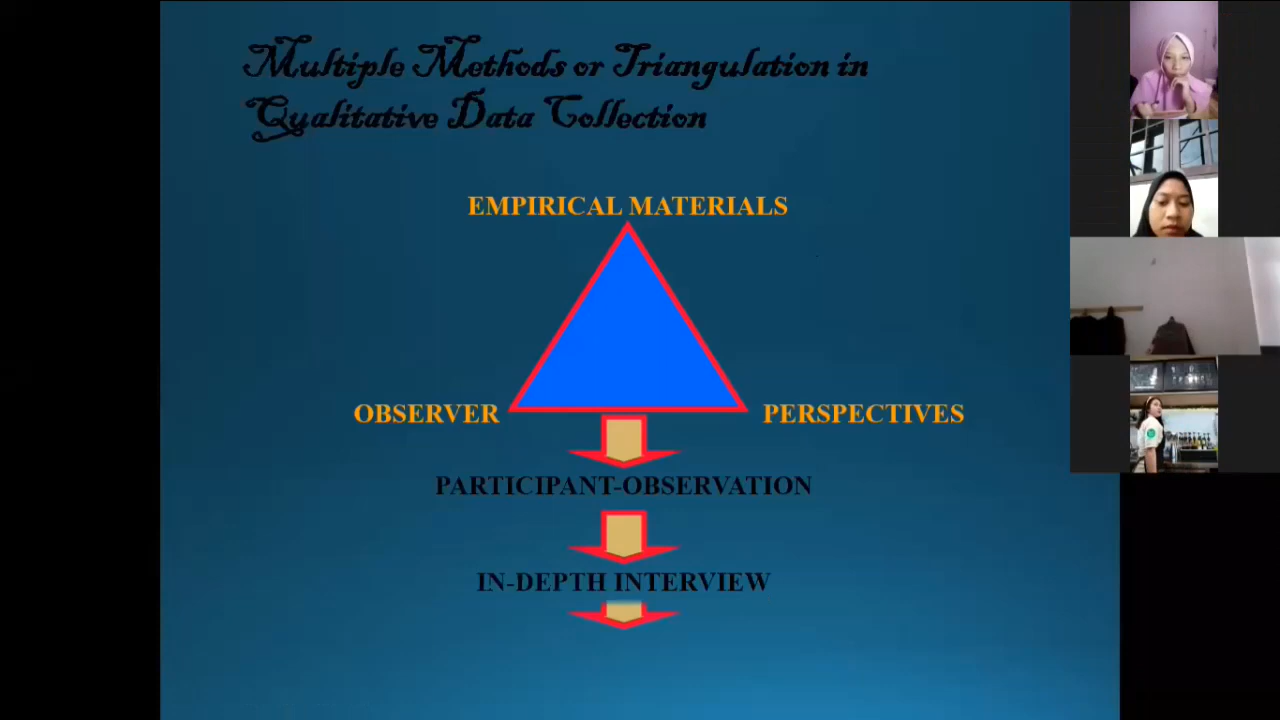 Multiple Methods or Triangulation in
Qualitative Data Collection
EMPIRICAL MATERIALS
OBSERVER
PERSPECTIVES
PARTICIPANT-OBSERVATION
IN-DEPTH INTERVIEW